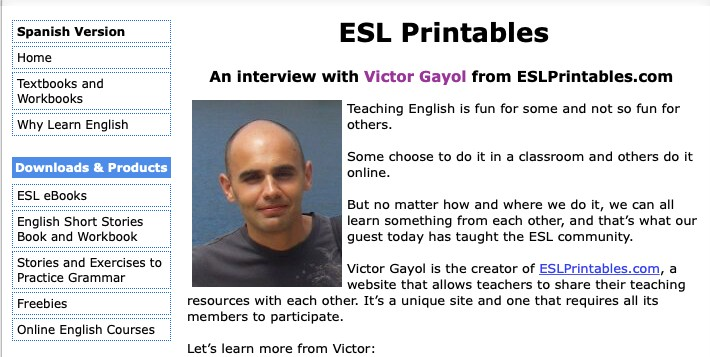 Spanish Version
Home
Textbooks and
Workbooks
Why Learn English
Downloads & Products
ESL eBooks
English Short Stories
Book and Workbook
Stories and Exercises to
Practice Grammar
Freebies
Online English Courses
ESL Printables
An interview with Victor Gayol from ESLPrintables.com
Teaching English is fun for some and not so fun for
others.
Some choose to do it in a classroom and others do it
online.
But no matter how and where we do it, we can all
learn something from each other, and that's what our
guest today has taught the ESL community.
Victor Gayol is the creator of ESLPrintables.com, a
website that allows teachers to share their teaching
resources with each other. It's a unique site and one that requires all its
members to participate.
Let's learn more from Victor: